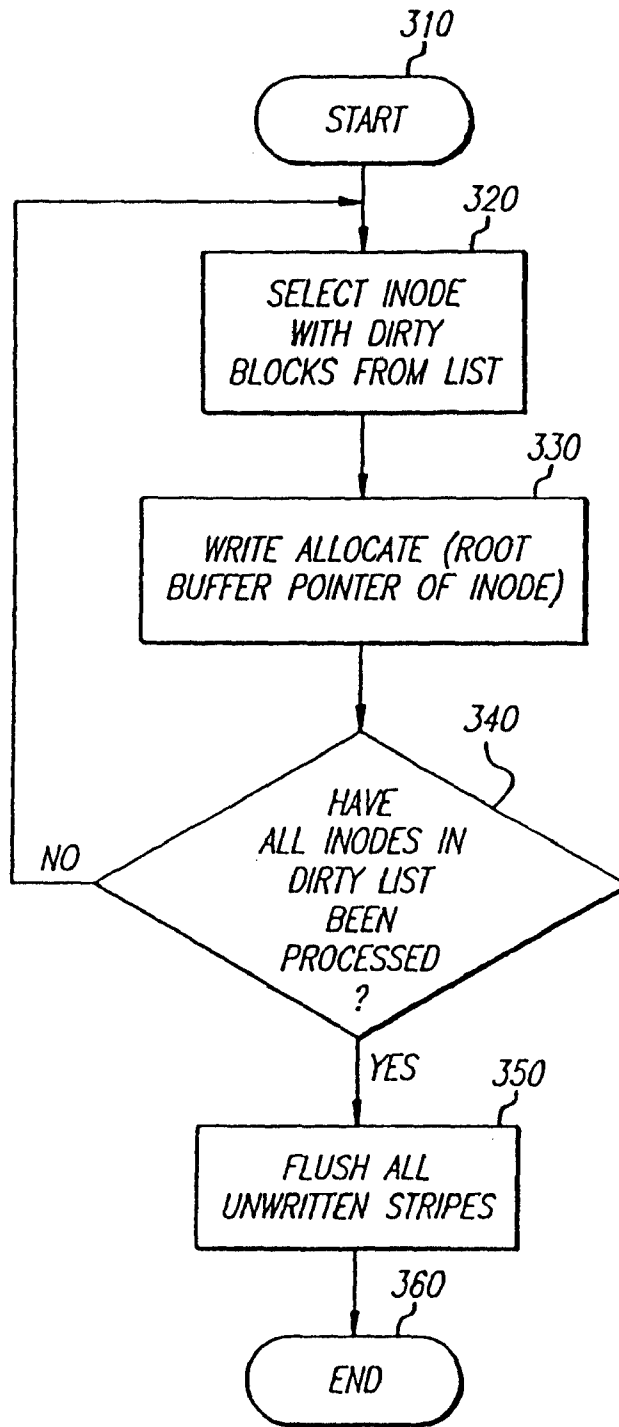 310
START
320
SELECT INODE
WITH DIRTY
BLOCKS FROM LIST
330
WRITE ALLOCATE (ROOT
BUFFER POINTER OF INODE)
340
HAVE
ALL INODES IN
DIRTY LIST
BEEN
PROCESSED
?
NO
YES
350
FLUSH ALL
UNWRITTEN STRIPES
360
END